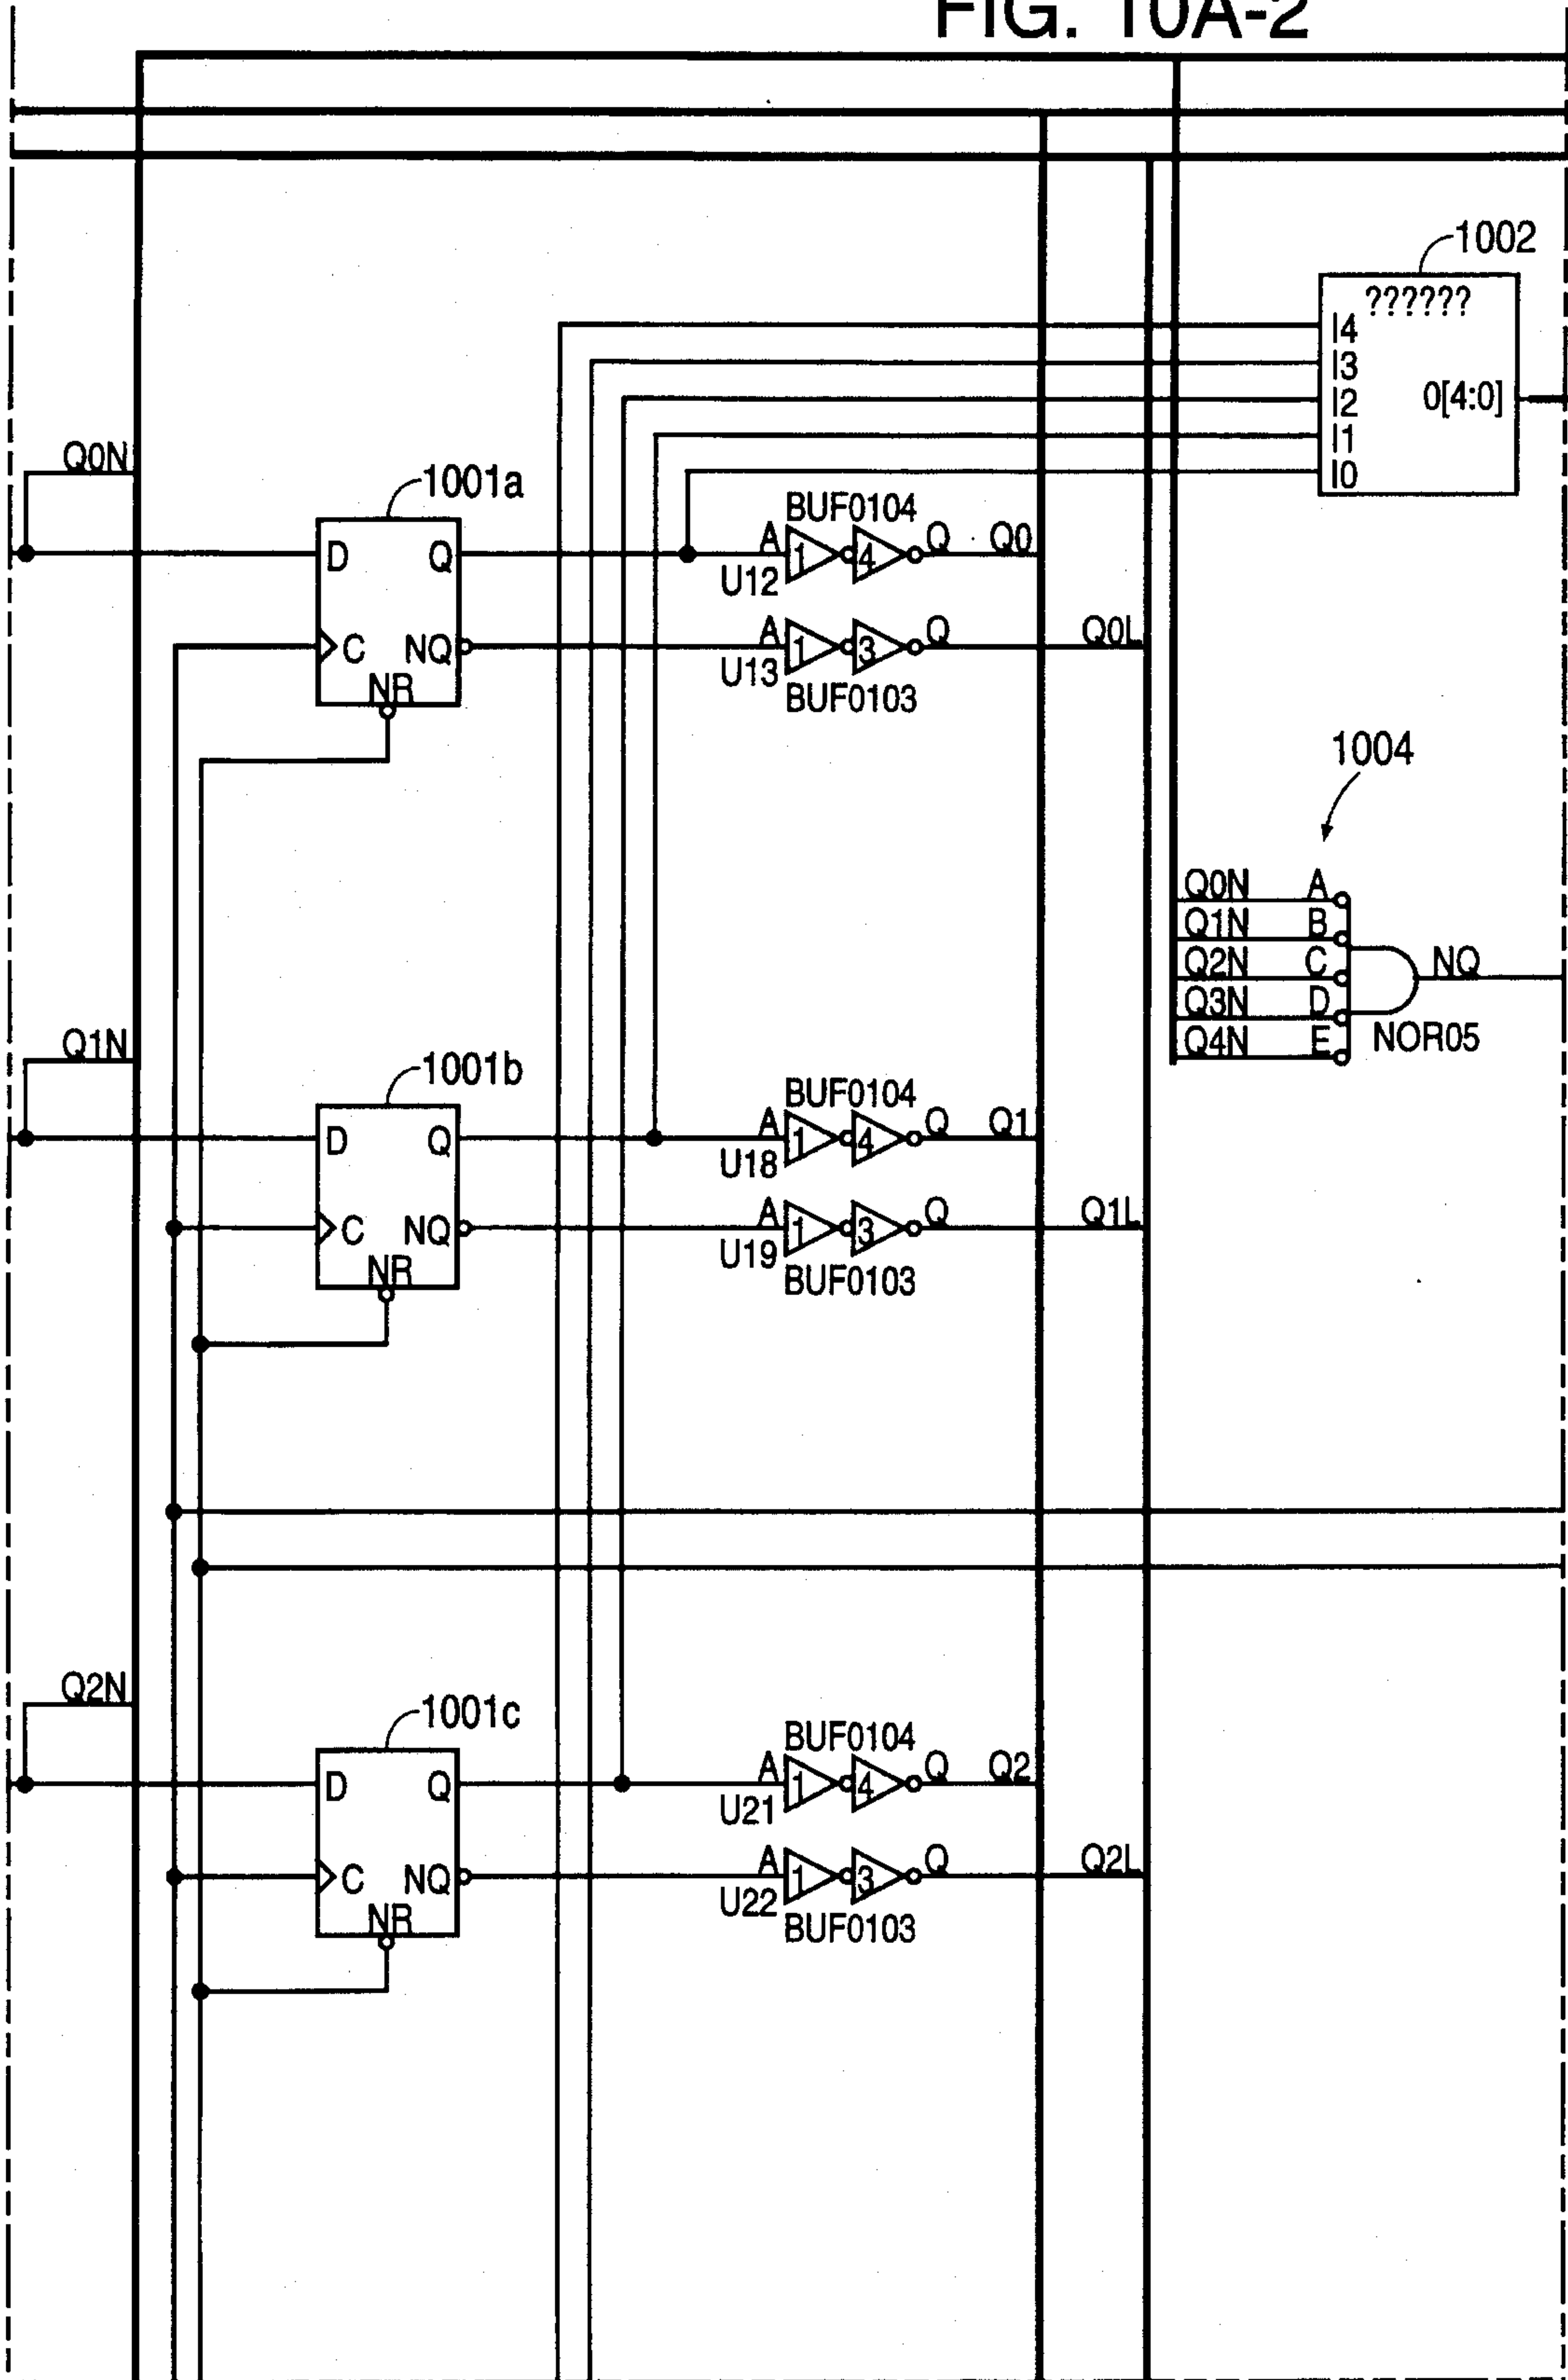 FIG. 10A-2
1002
??????
I4
I3
I2
0[4:0]
I1
I0
Q0N
1001a
BUF0104
D
Q
A
1
4
Q
Q0
U12
C
NQ
A
1
3
Q
Q0L
NR
U13
BUF0103
1004
Q0N
A
Q1N
B
Q2N
C
NQ
Q3N
D
Q4N
E
NOR05
Q1N
1001b
BUF0104
D
Q
A
1
4
Q
Q1
U18
C
NQ
A
1
3
Q
Q1L
NR
U19
BUF0103
Q2N
1001c
BUF0104
D
Q
A
1
4
Q
Q2
U21
C
NQ
A
1
3
Q
Q2L
NR
U22
BUF0103